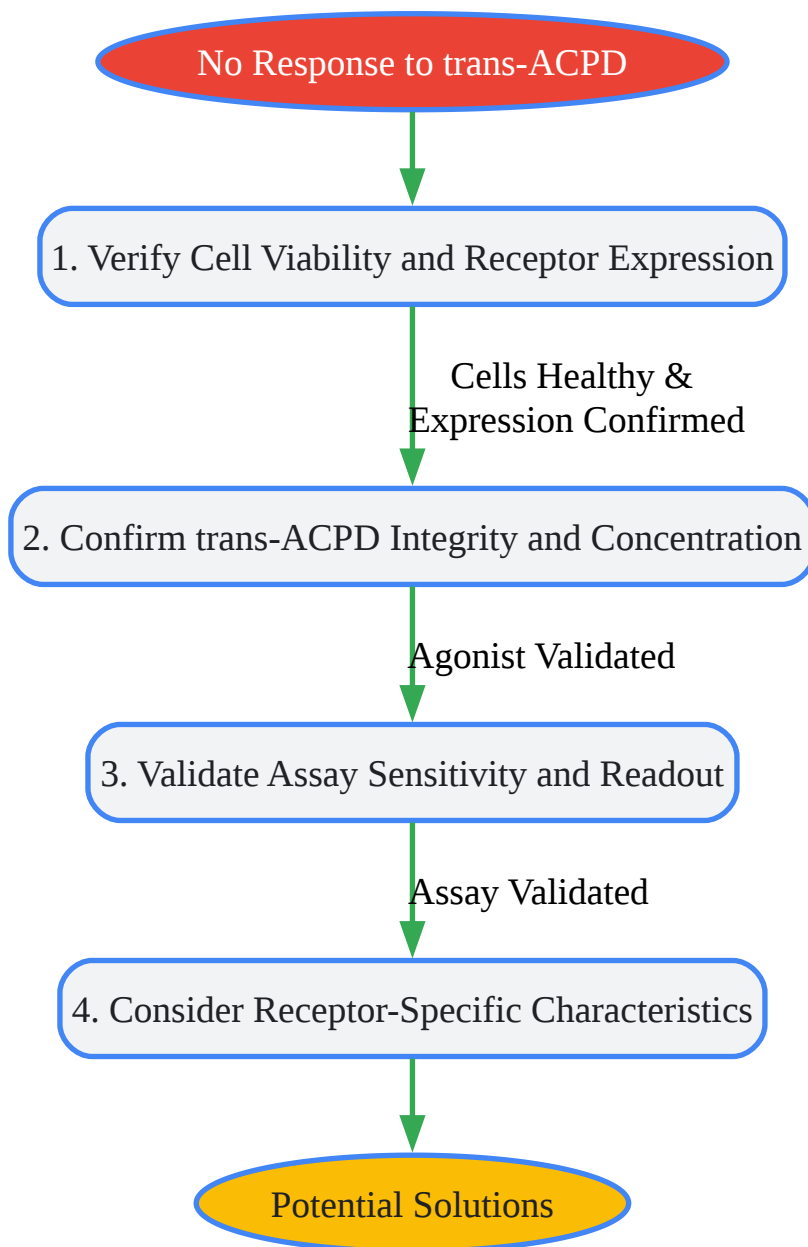 No Response to trans-ACPD
1. Verify Cell Viability and Receptor Expression
Cells Healthy &
Expression Confirmed
2. Confirm trans-ACPD Integrity and Concentration
Agonist Validated
3. Validate Assay Sensitivity and Readout
Assay Validated
4. Consider Receptor-Specific Characteristics
Potential Solutions